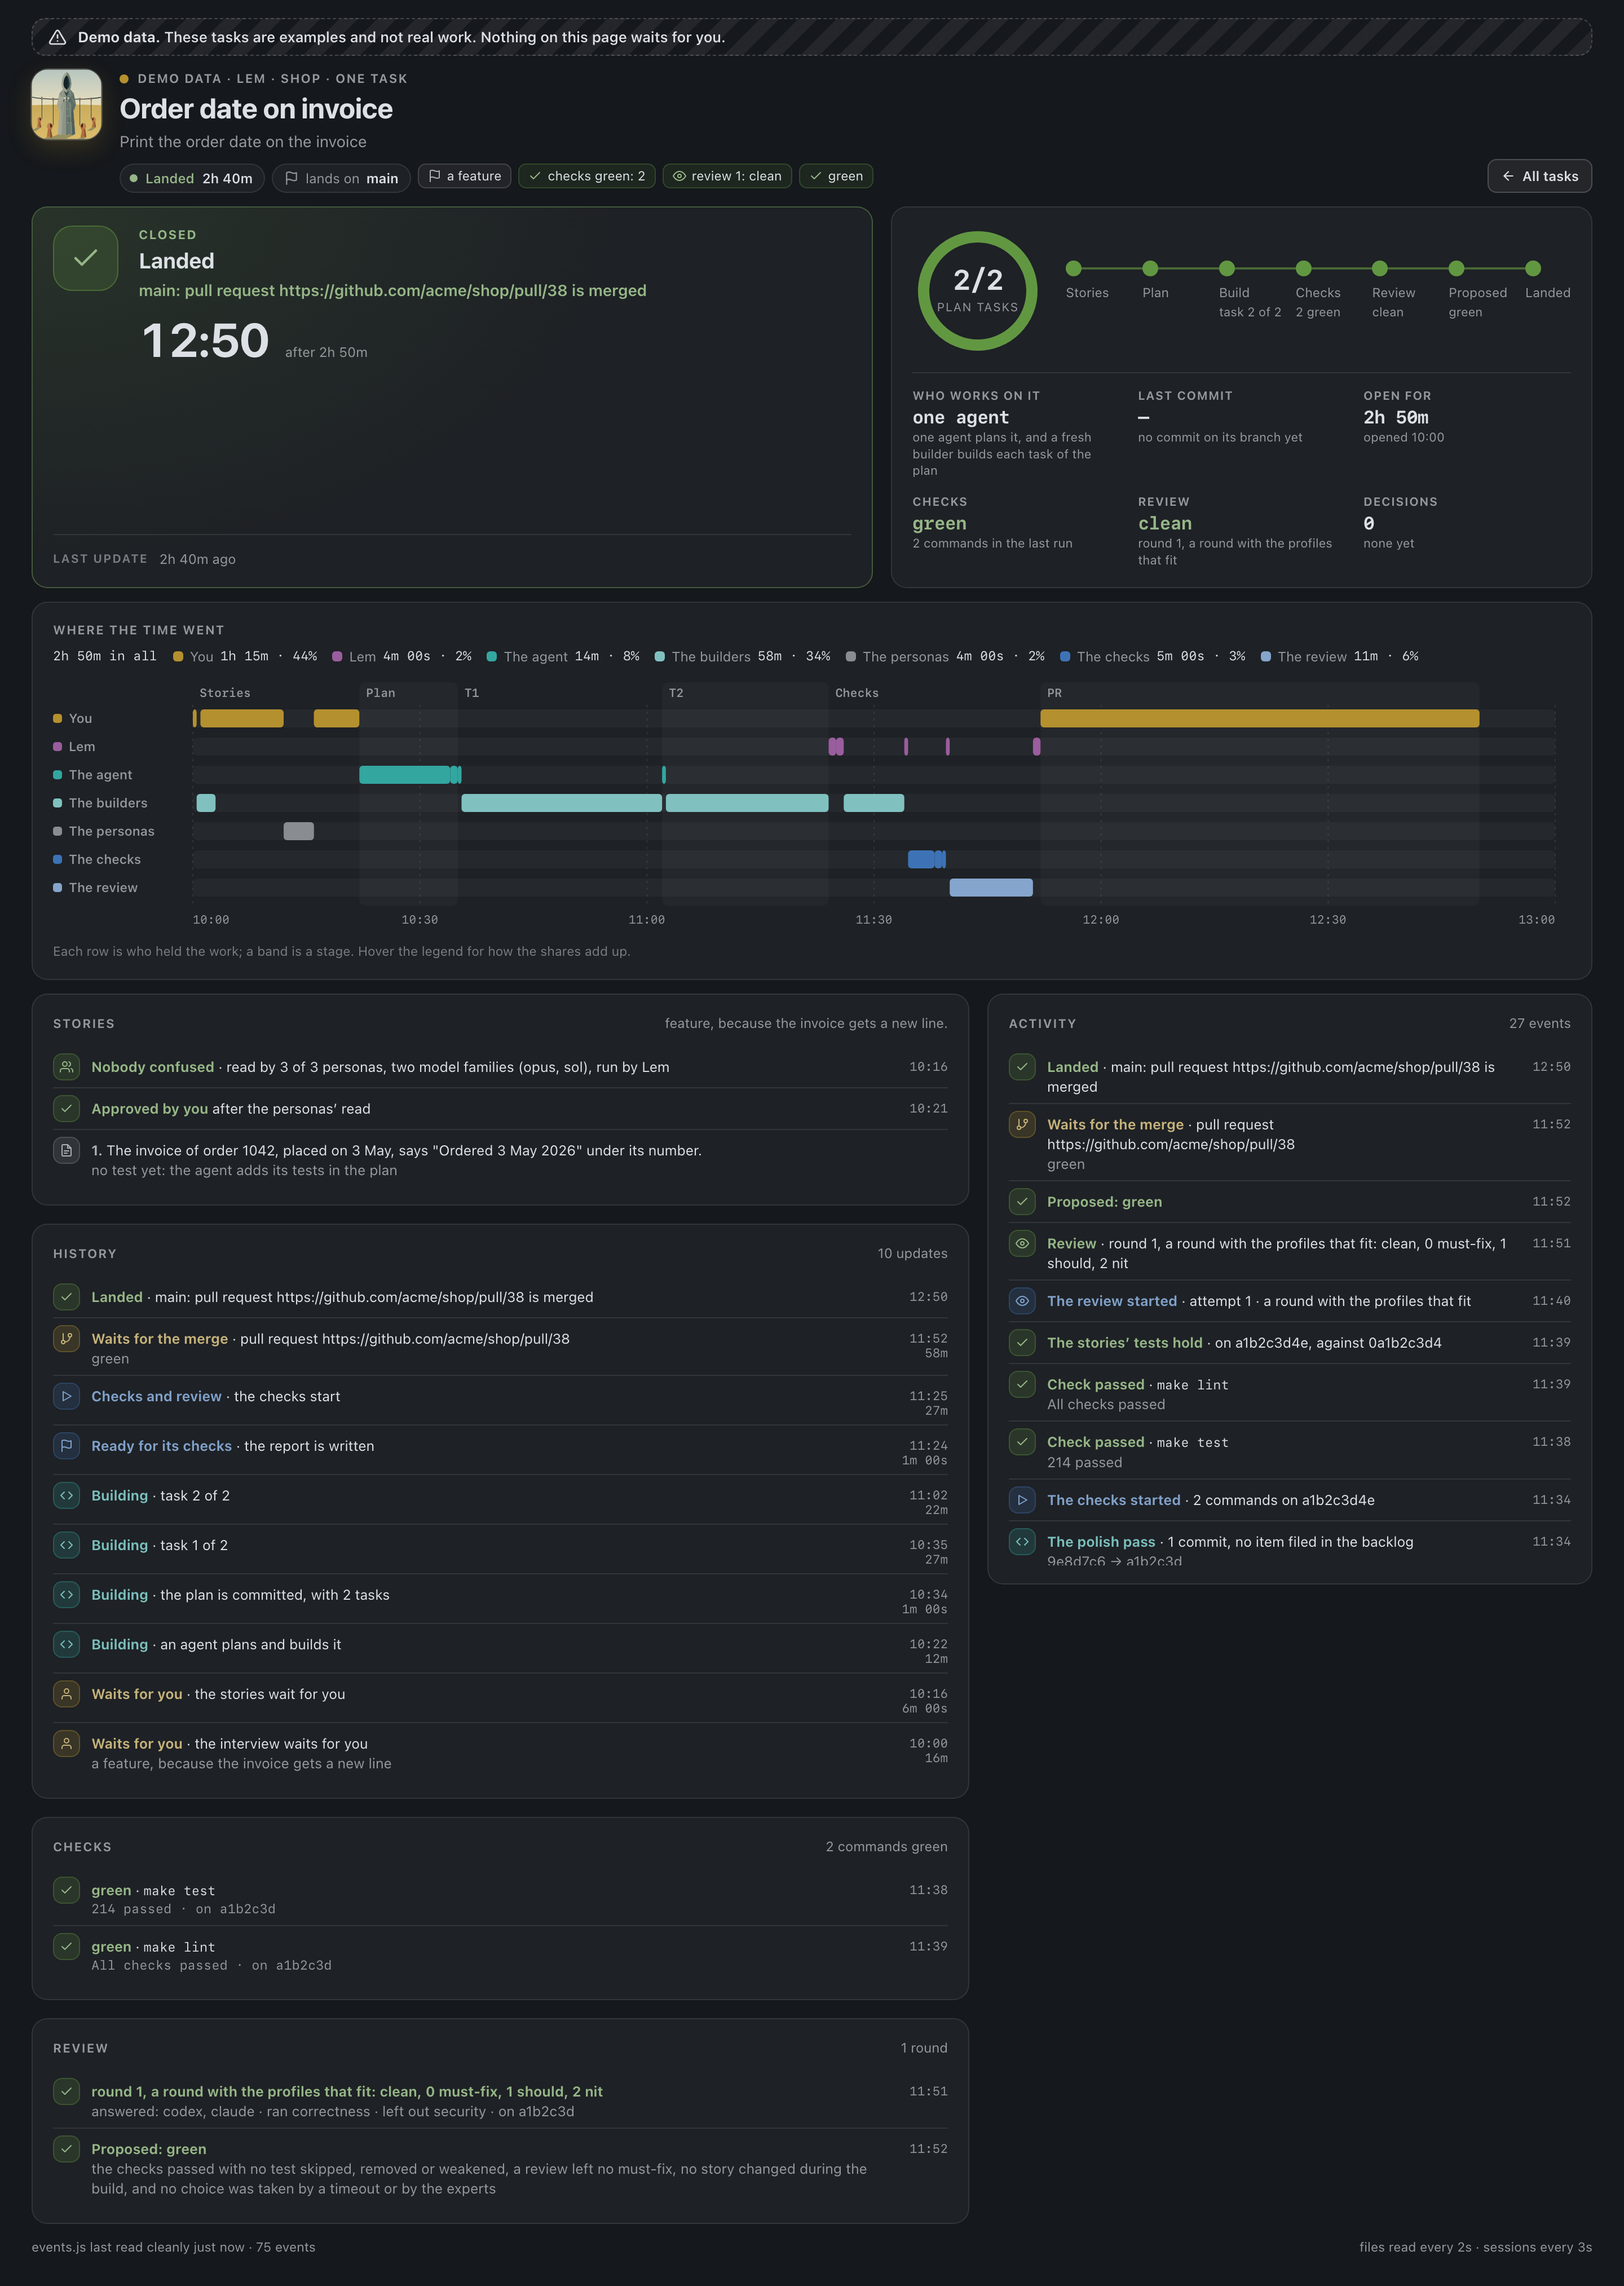 Demo data. These tasks are examples and not real work. Nothing on this page waits for you.
DEMO DATA · LEM · SHOP · ONE TASK
Order date on invoice
Print the order date on the invoice
Landed 2h 40m
lands on main
a feature
checks green: 2
review 1: clean
green
← All tasks
CLOSED
Landed
main: pull request https://github.com/acme/shop/pull/38 is merged
12:50 after 2h 50m
LAST UPDATE 2h 40m ago
2/2
PLAN TASKS
Stories
Plan
Build
task 2 of 2
Checks
2 green
Review
clean
Proposed
green
Landed
WHO WORKS ON IT
one agent
one agent plans it, and a fresh
builder builds each task of the
plan
LAST COMMIT
—
no commit on its branch yet
OPEN FOR
2h 50m
opened 10:00
CHECKS
green
2 commands in the last run
REVIEW
clean
round 1, a round with the profiles
that fit
DECISIONS
0
none yet
WHERE THE TIME WENT
2h 50m in all You 1h 15m · 44% Lem 4m 00s · 2% The agent 14m · 8% The builders 58m · 34% The personas 4m 00s · 2% The checks 5m 00s · 3% The review 11m · 6%
Stories Plan T1 T2 Checks PR
You
Lem
The agent
The builders
The personas
The checks
The review
10:00 10:30 11:00 11:30 12:00 12:30 13:00
Each row is who held the work; a band is a stage. Hover the legend for how the shares add up.
STORIES
feature, because the invoice gets a new line.
Nobody confused · read by 3 of 3 personas, two model families (opus, sol), run by Lem 10:16
Approved by you after the personas’ read 10:21
1. The invoice of order 1042, placed on 3 May, says "Ordered 3 May 2026" under its number.
no test yet: the agent adds its tests in the plan
HISTORY
10 updates
Landed · main: pull request https://github.com/acme/shop/pull/38 is merged 12:50
Waits for the merge · pull request https://github.com/acme/shop/pull/38 11:52
green 58m
Checks and review · the checks start 11:25
27m
Ready for its checks · the report is written 11:24
1m 00s
Building · task 2 of 2 11:02
22m
Building · task 1 of 2 10:35
27m
Building · the plan is committed, with 2 tasks 10:34
1m 00s
Building · an agent plans and builds it 10:22
12m
Waits for you · the stories wait for you 10:16
6m 00s
Waits for you · the interview waits for you 10:00
a feature, because the invoice gets a new line 16m
CHECKS
2 commands green
green · make test 11:38
214 passed · on a1b2c3d
green · make lint 11:39
All checks passed · on a1b2c3d
REVIEW
1 round
round 1, a round with the profiles that fit: clean, 0 must-fix, 1 should, 2 nit 11:51
answered: codex, claude · ran correctness · left out security · on a1b2c3d
Proposed: green 11:52
the checks passed with no test skipped, removed or weakened, a review left no must-fix, no story changed during the
build, and no choice was taken by a timeout or by the experts
ACTIVITY
27 events
Landed · main: pull request https://github.com/acme/shop/pull/38 is 12:50
merged
Waits for the merge · pull request 11:52
https://github.com/acme/shop/pull/38
green
Proposed: green 11:52
Review · round 1, a round with the profiles that fit: clean, 0 must-fix, 1 11:51
should, 2 nit
The review started · attempt 1 · a round with the profiles that fit 11:40
The stories’ tests hold · on a1b2c3d4e, against 0a1b2c3d4 11:39
Check passed · make lint 11:39
All checks passed
Check passed · make test 11:38
214 passed
The checks started · 2 commands on a1b2c3d4e 11:34
The polish pass · 1 commit, no item filed in the backlog 11:34
9e8d7c6 → a1b2c3d
events.js last read cleanly just now · 75 events
files read every 2s · sessions every 3s